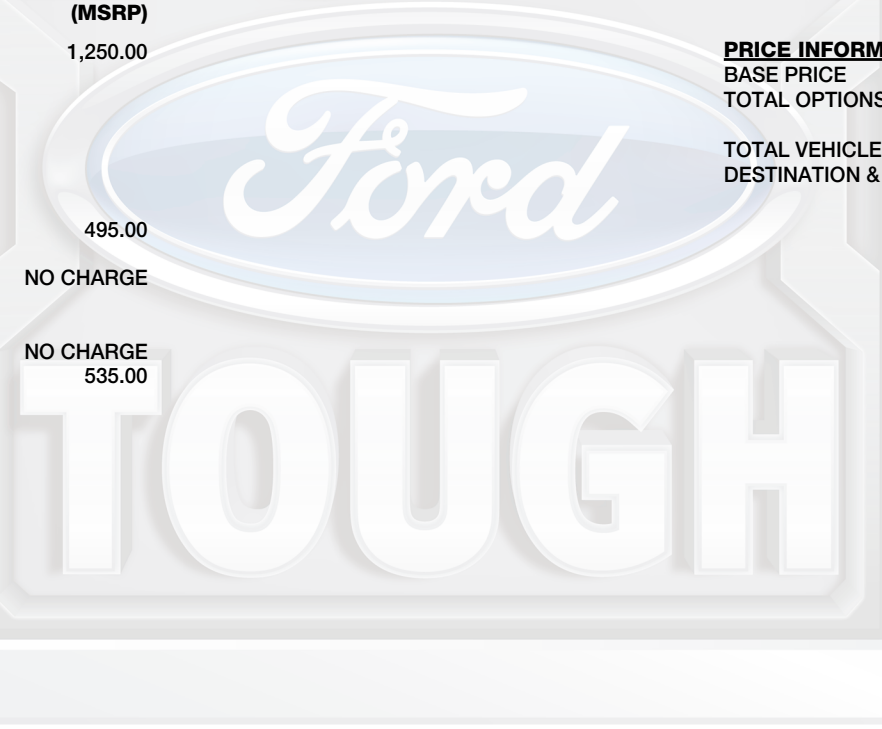 (MSRP)
1,250.00
495.00
NO CHARGE
NO CHARGE
535.00
PRICE INFORM
BASE PRICE
TOTAL OPTIONS
TOTAL VEHICLE
DESTINATION &
Ford
TOUGH